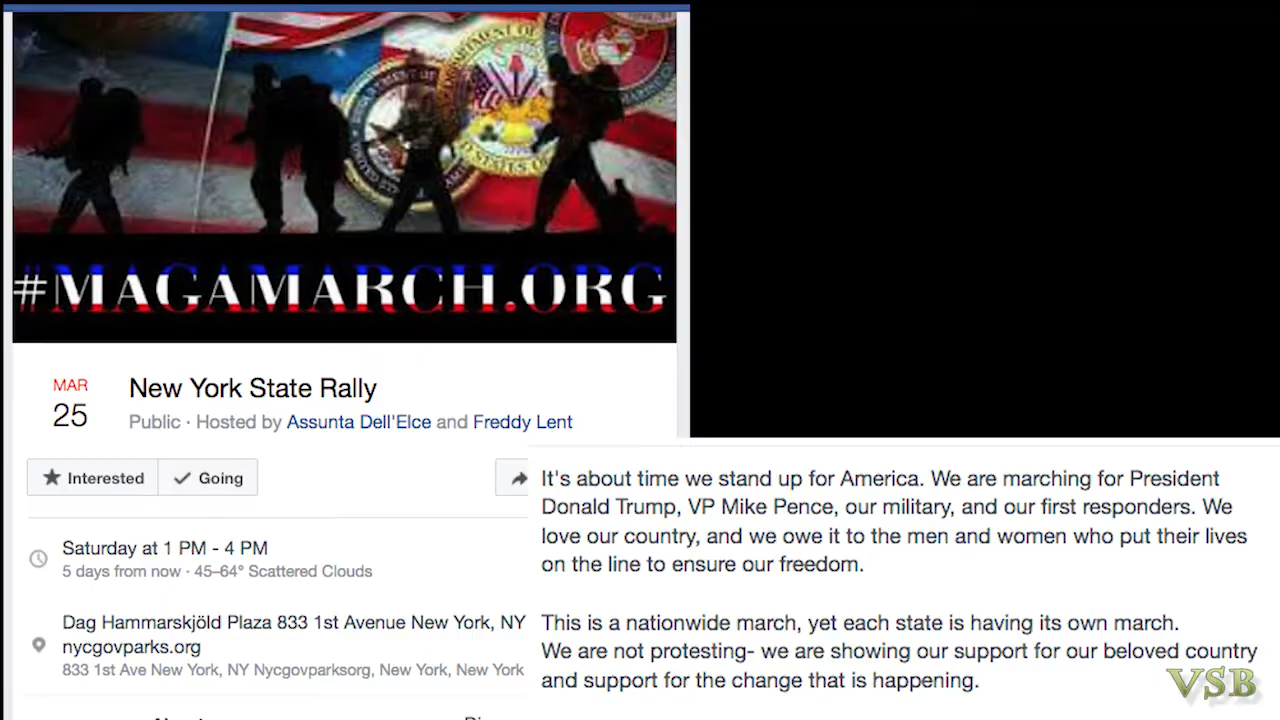 DEPARTMENT OF
#MAGAMARCH.ORG
MAR
25
New York State Rally
Public · Hosted by Assunta Dell'Elce and Freddy Lent
Interested
Going
Saturday at 1 PM - 4 PM
5 days from now · 45–64° Scattered Clouds
Dag Hammarskjöld Plaza 833 1st Avenue New York, NY
nycgovparks.org
833 1st Ave New York, NY Nycgovparksorg, New York, New York
It's about time we stand up for America. We are marching for President
Donald Trump, VP Mike Pence, our military, and our first responders. We
love our country, and we owe it to the men and women who put their lives
on the line to ensure our freedom.
This is a nationwide march, yet each state is having its own march.
We are not protesting- we are showing our support for our beloved country
and support for the change that is happening.
VSB